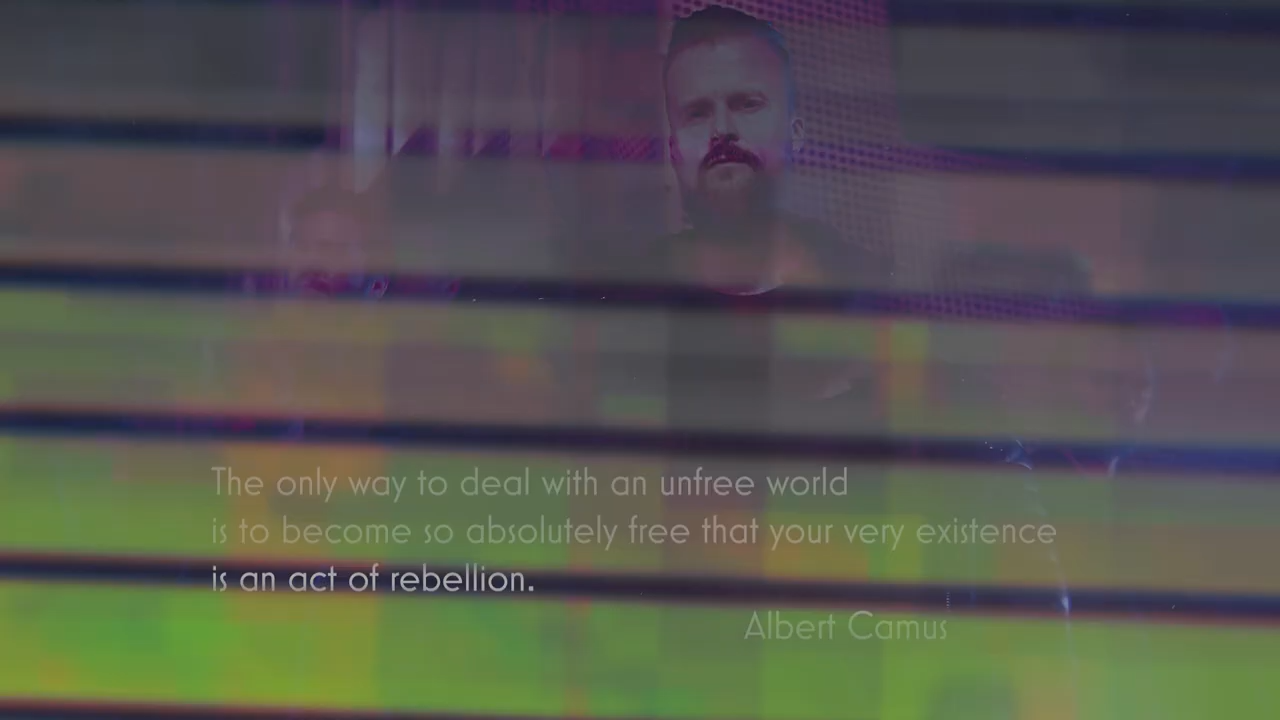 The only way to deal with an unfree world
is to become so absolutely free that your very existence
is an act of rebellion.
Albert Camus